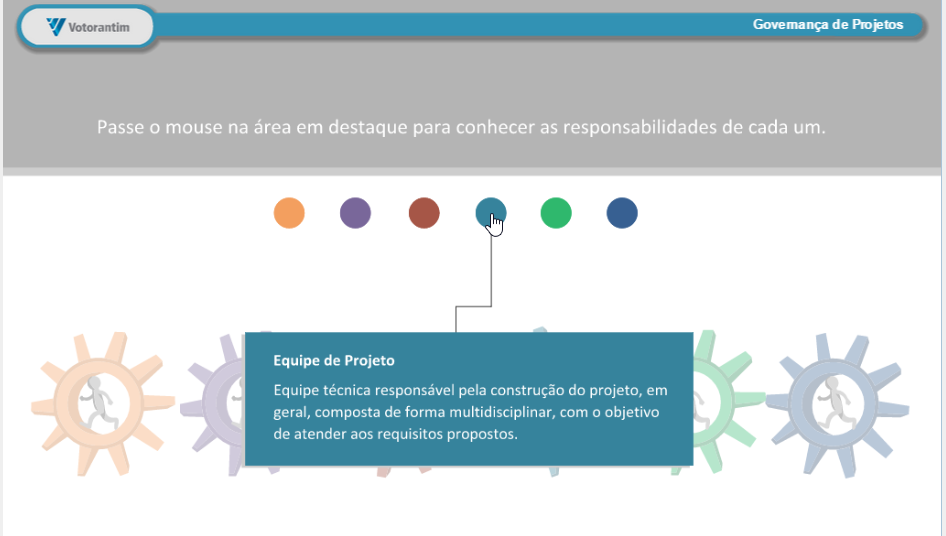 Votorantim
Governança de Projetos
Passe o mouse na área em destaque para conhecer as responsabilidades de cada um.
Equipe de Projeto
Equipe técnica responsável pela construção do projeto, em
geral, composta de forma multidisciplinar, com o objetivo
de atender aos requisitos propostos.